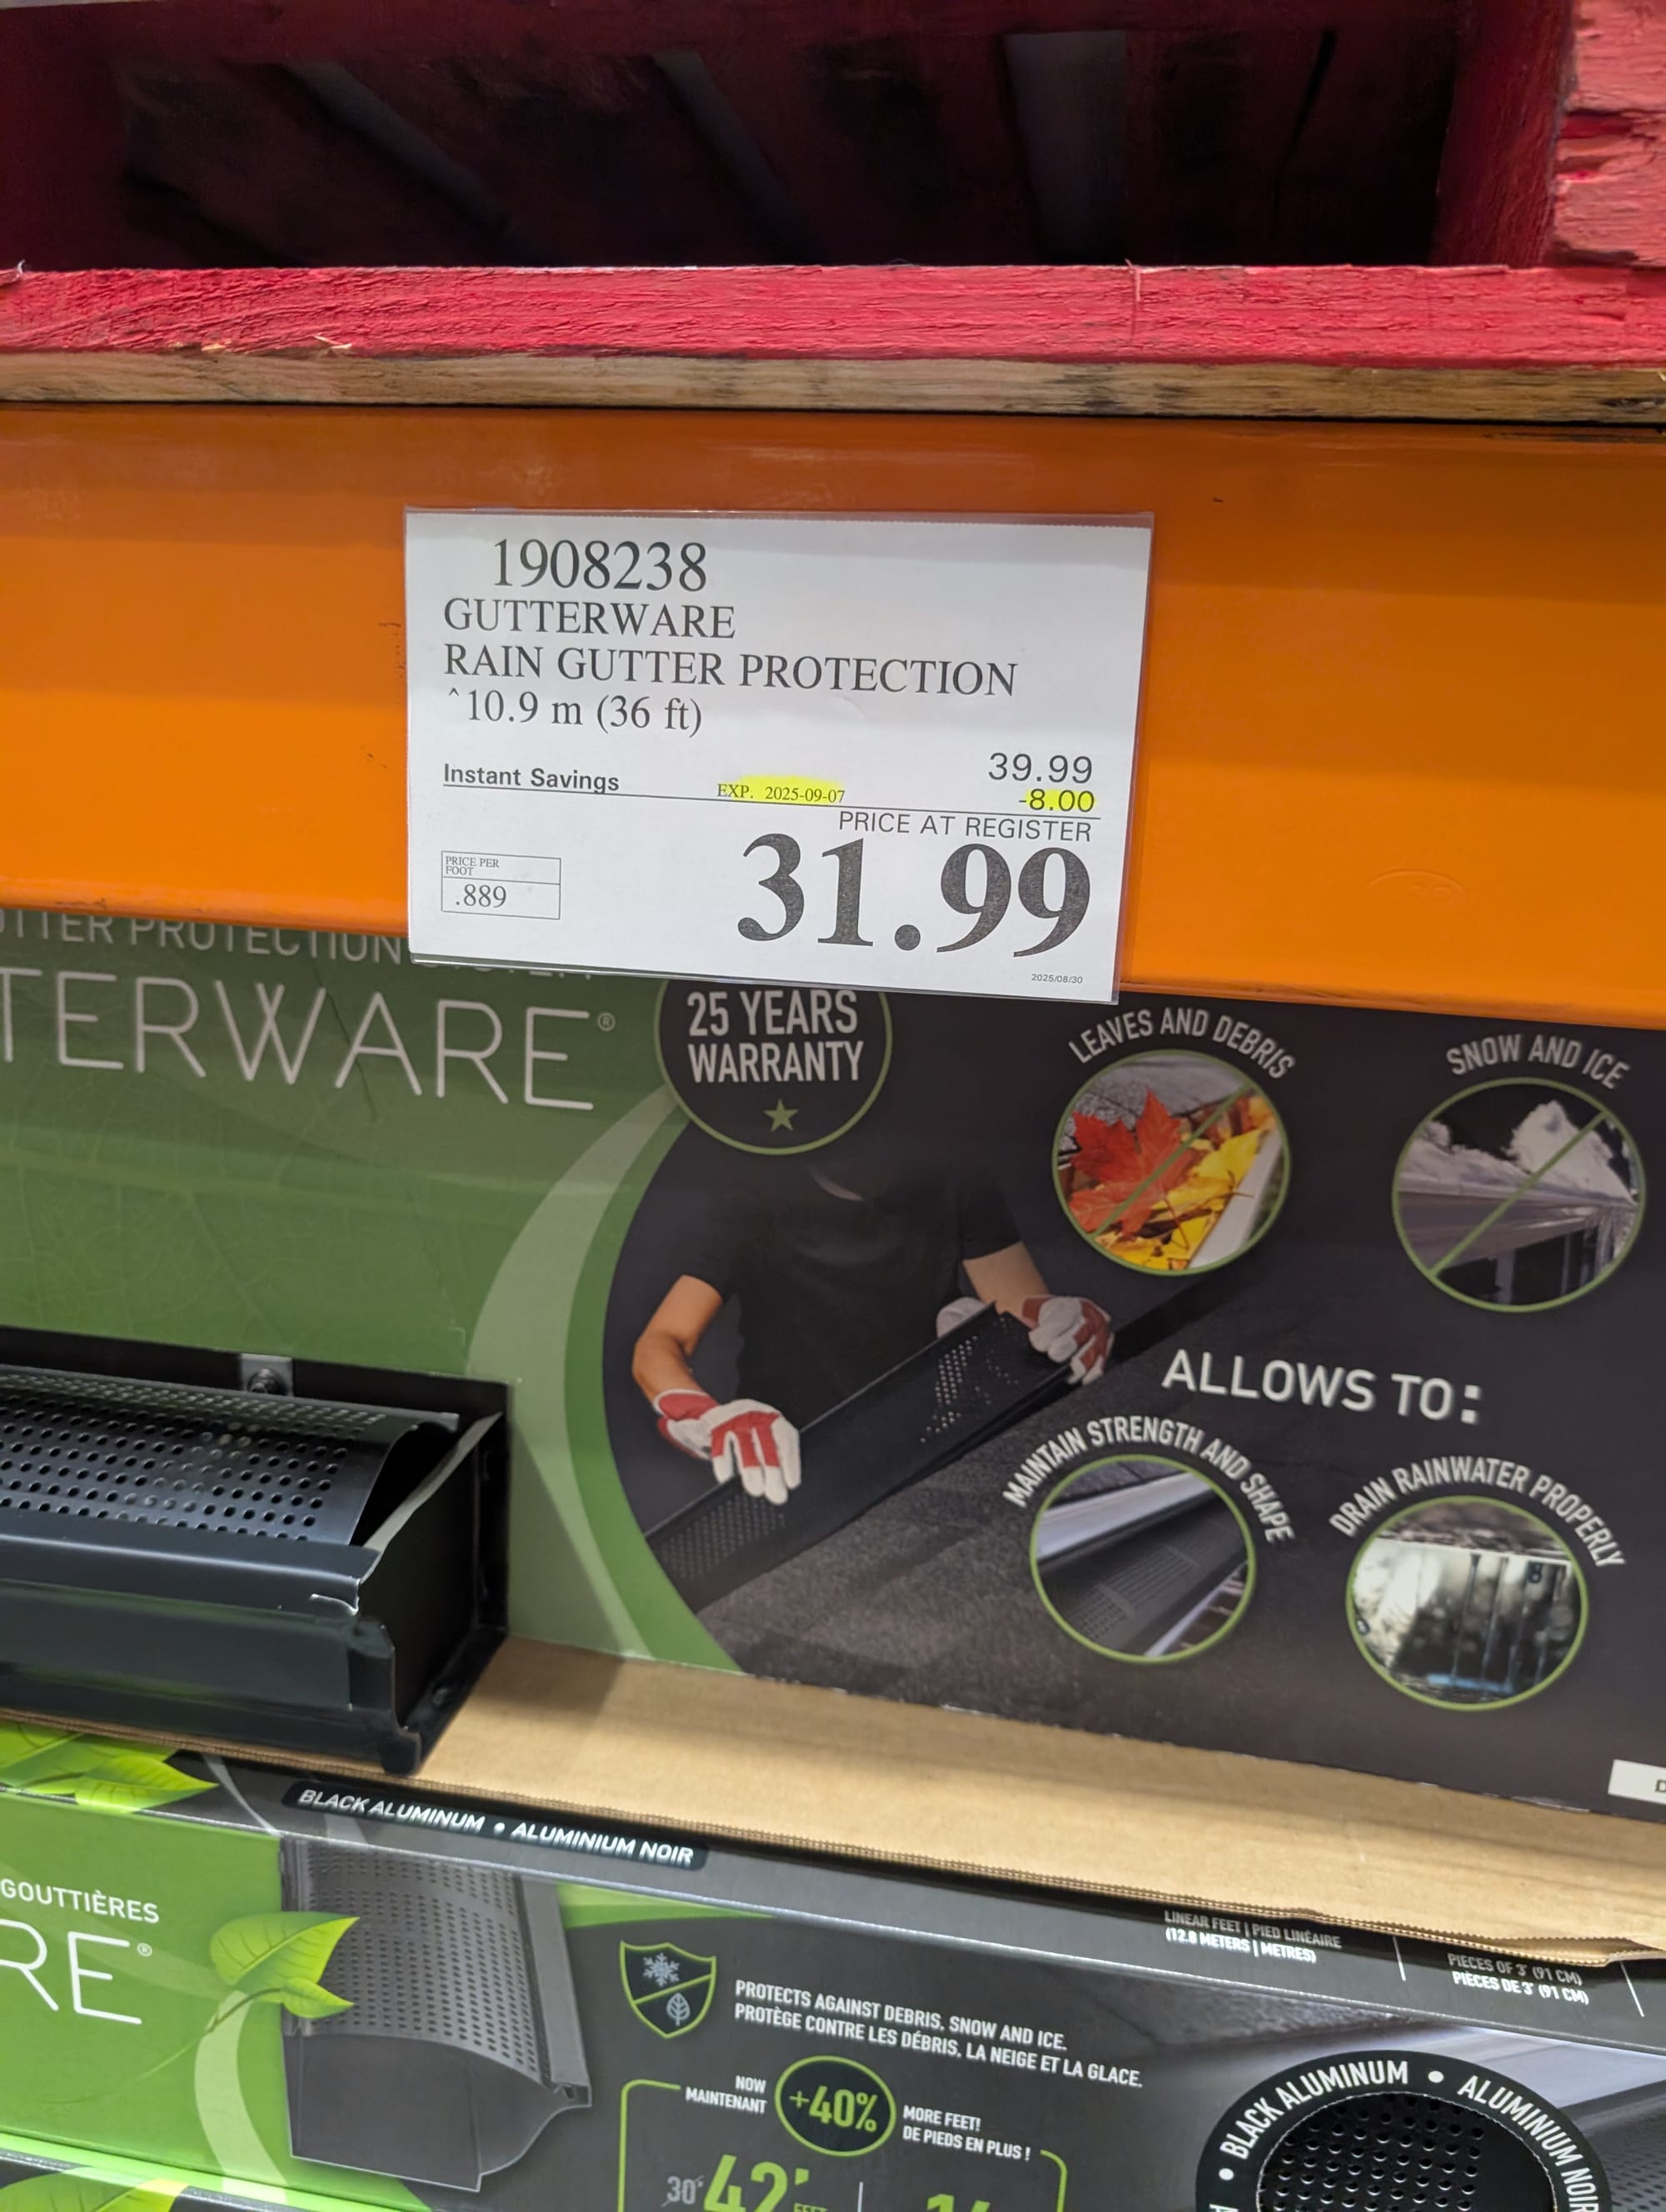 1908238
GUTTERWARE
RAIN GUTTER PROTECTION
^10.9 m (36 ft)
39.99
Instant Savings EXP. 2025-09-07 -8.00
PRICE AT REGISTER
31.99
PRICE PER
FOOT
.889
2025/08/30
PROTECTION
TERWARE®
25 YEARS
WARRANTY
LEAVES AND DEBRIS
SNOW AND ICE
ALLOWS TO:
MAINTAIN STRENGTH AND SHAPE
DRAIN RAINWATER PROPERLY
BLACK ALUMINUM • ALUMINIUM NOIR
GOUTTIÈRES
RE®
LINEAR FEET | PIED LINÉAIRE
(12.8 METERS | METRES)
PIECES OF 3' (91 CM)
PIÈCES DE 3' (91 CM)
PROTECTS AGAINST DEBRIS, SNOW AND ICE.
PROTÈGE CONTRE LES DÉBRIS, LA NEIGE ET LA GLACE.
NOW
MAINTENANT
+40%
MORE FEET!
DE PIEDS EN PLUS !
30' 42'
BLACK ALUMINUM • ALUMINIUM NOIR